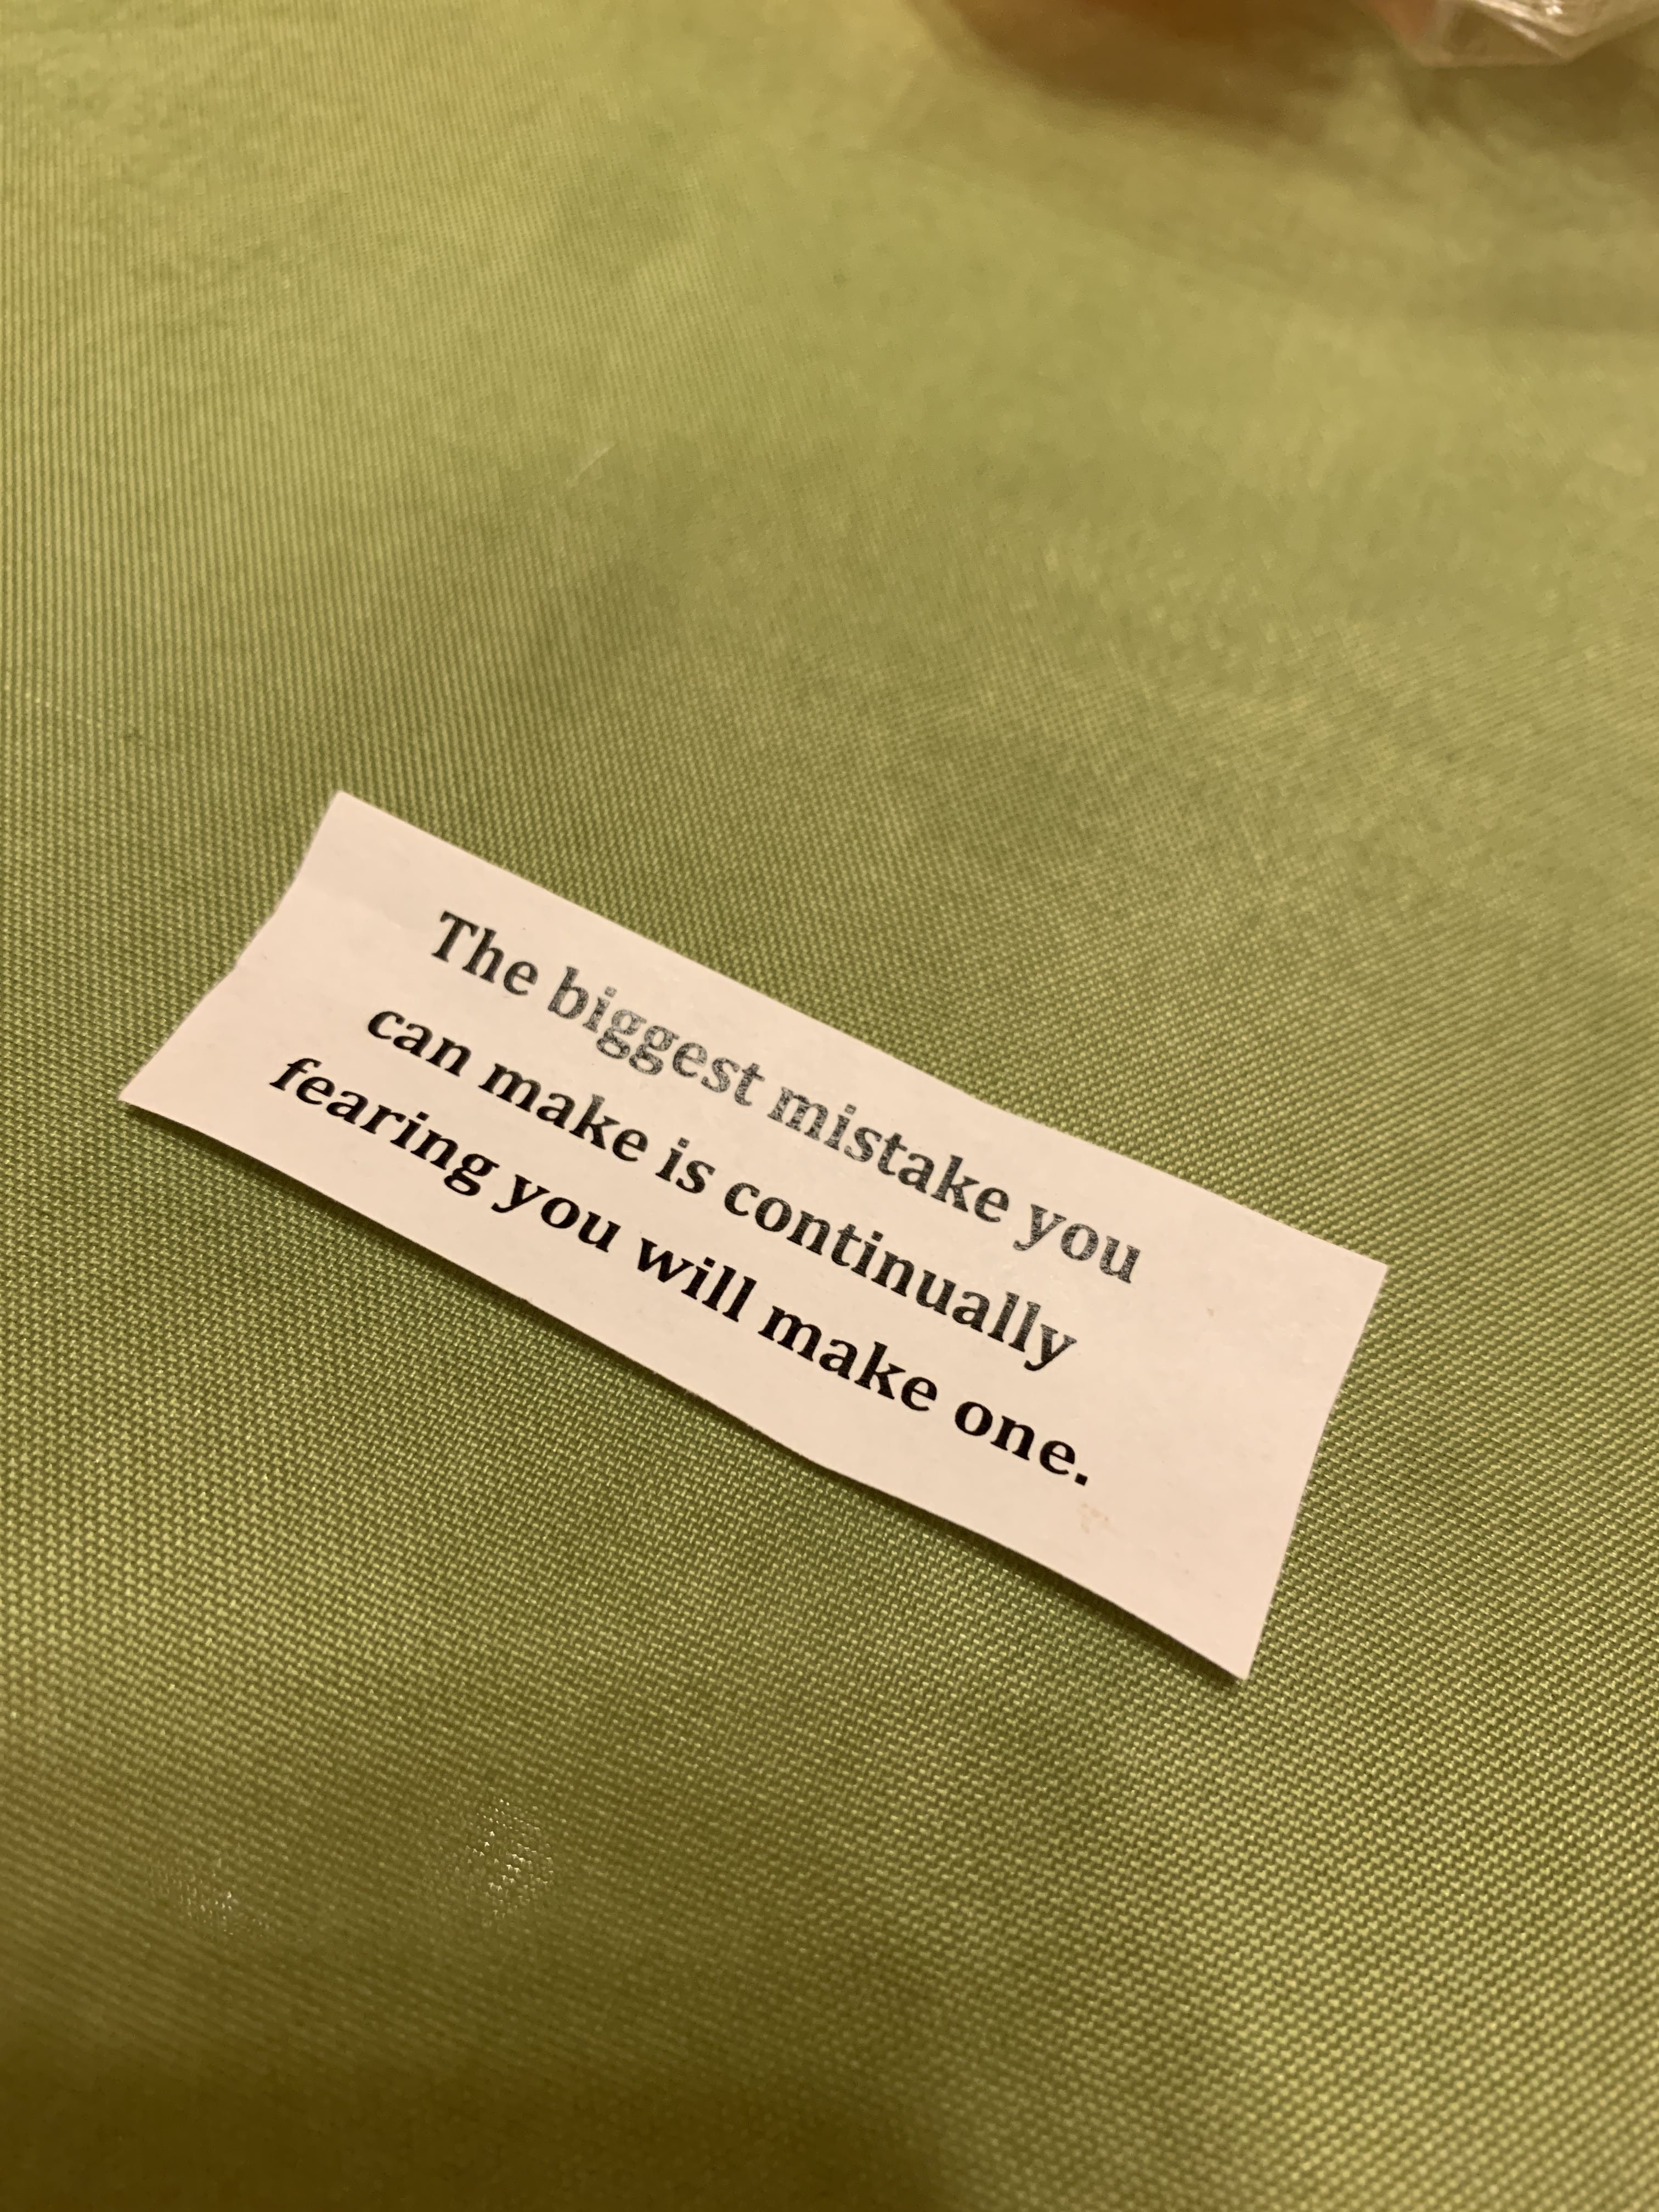 The biggest mistake you
can make is continually
fearing you will make one.